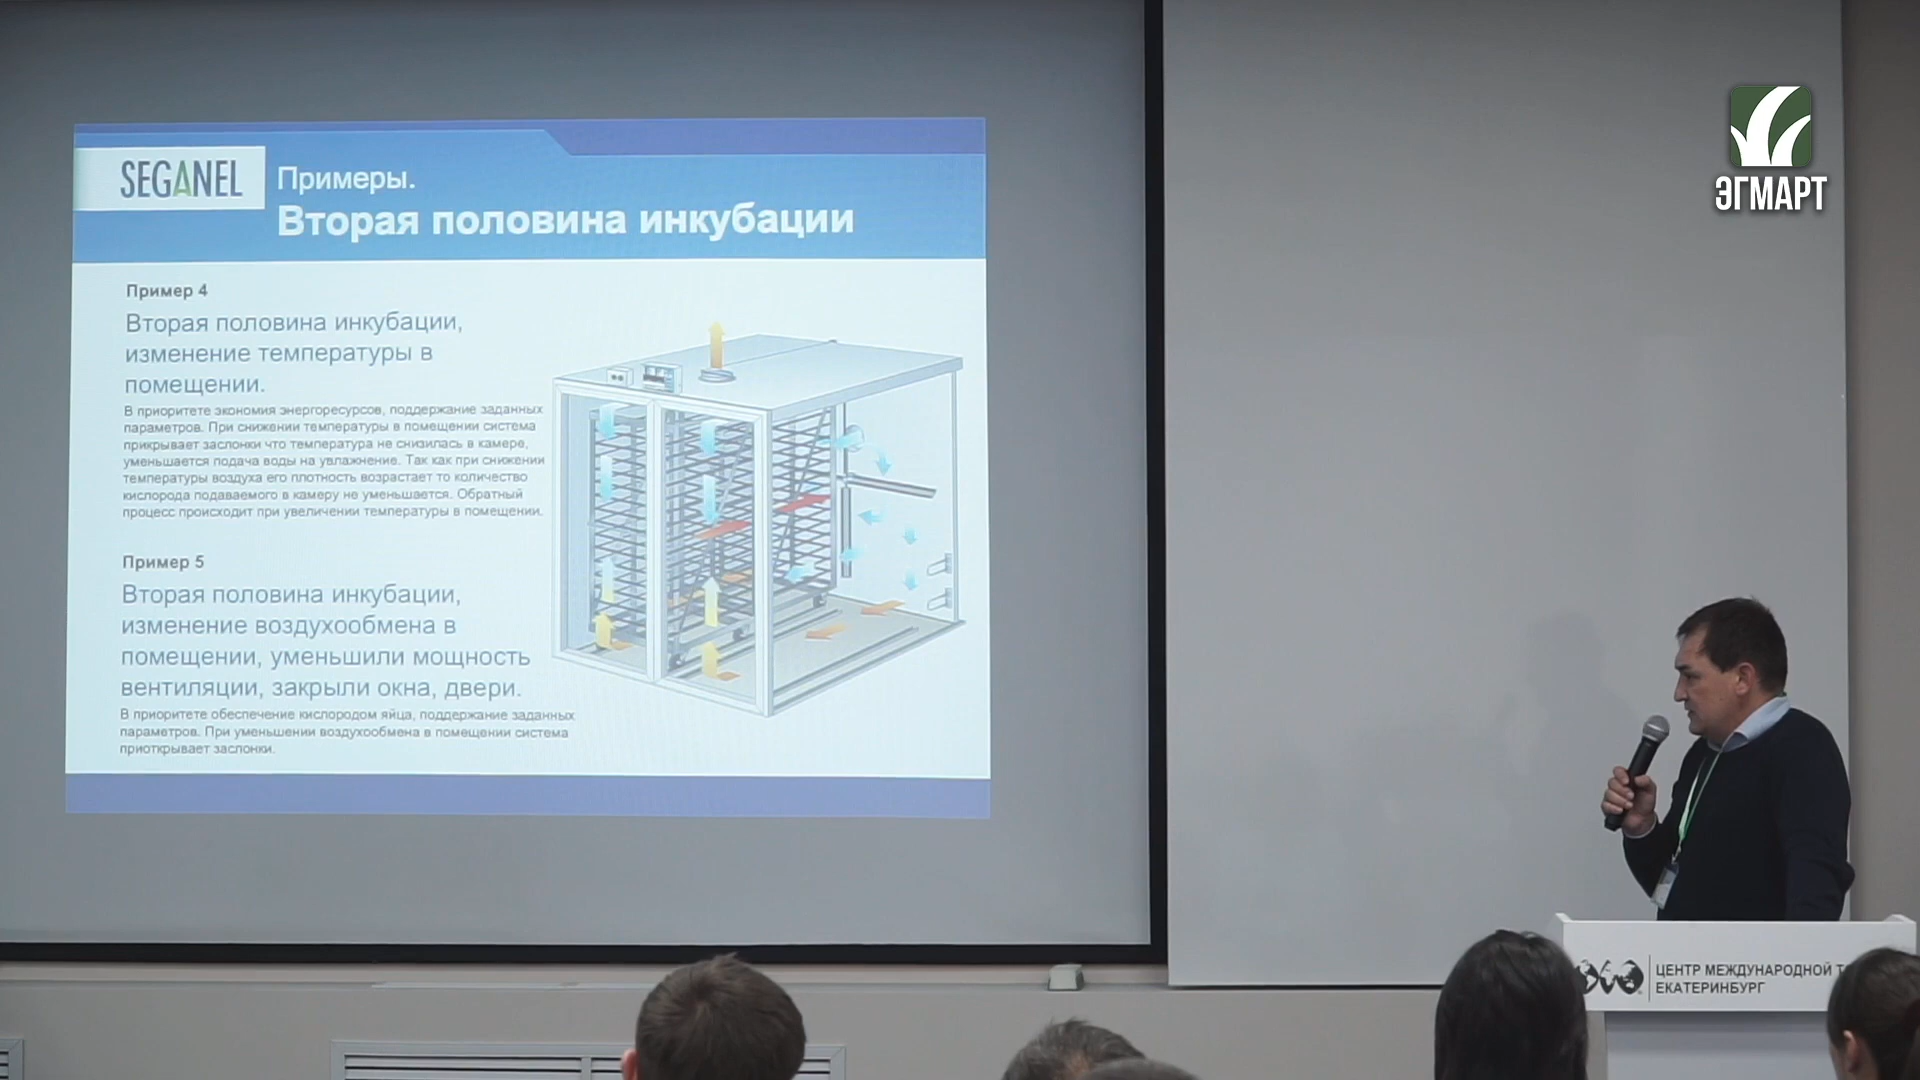 SEGANEL
Примеры.
Вторая половина инкубации
Пример 4
Вторая половина инкубации,
изменение температуры в
помещении.
В приоритете экономия энергоресурсов, поддержание заданных
параметров. При снижении температуры в помещении система
прикрывает заслонки что температура не снизилась в камере,
уменьшается подача воды на увлажнение. Так как при снижении
температуры воздуха его плотность возрастает то количество
кислорода подаваемого в камеру не уменьшается. Обратный
процесс происходит при увеличении температуры в помещении.
Пример 5
Вторая половина инкубации,
изменение воздухообмена в
помещении, уменьшили мощность
вентиляции, закрыли окна, двери.
В приоритете обеспечение кислородом яйца, поддержание заданных
параметров. При уменьшении воздухообмена в помещении система
приоткрывает заслонки.
ЭГМАРТ
ЦЕНТР МЕЖДУНАРОДНОЙ Т
ЕКАТЕРИНБУРГ